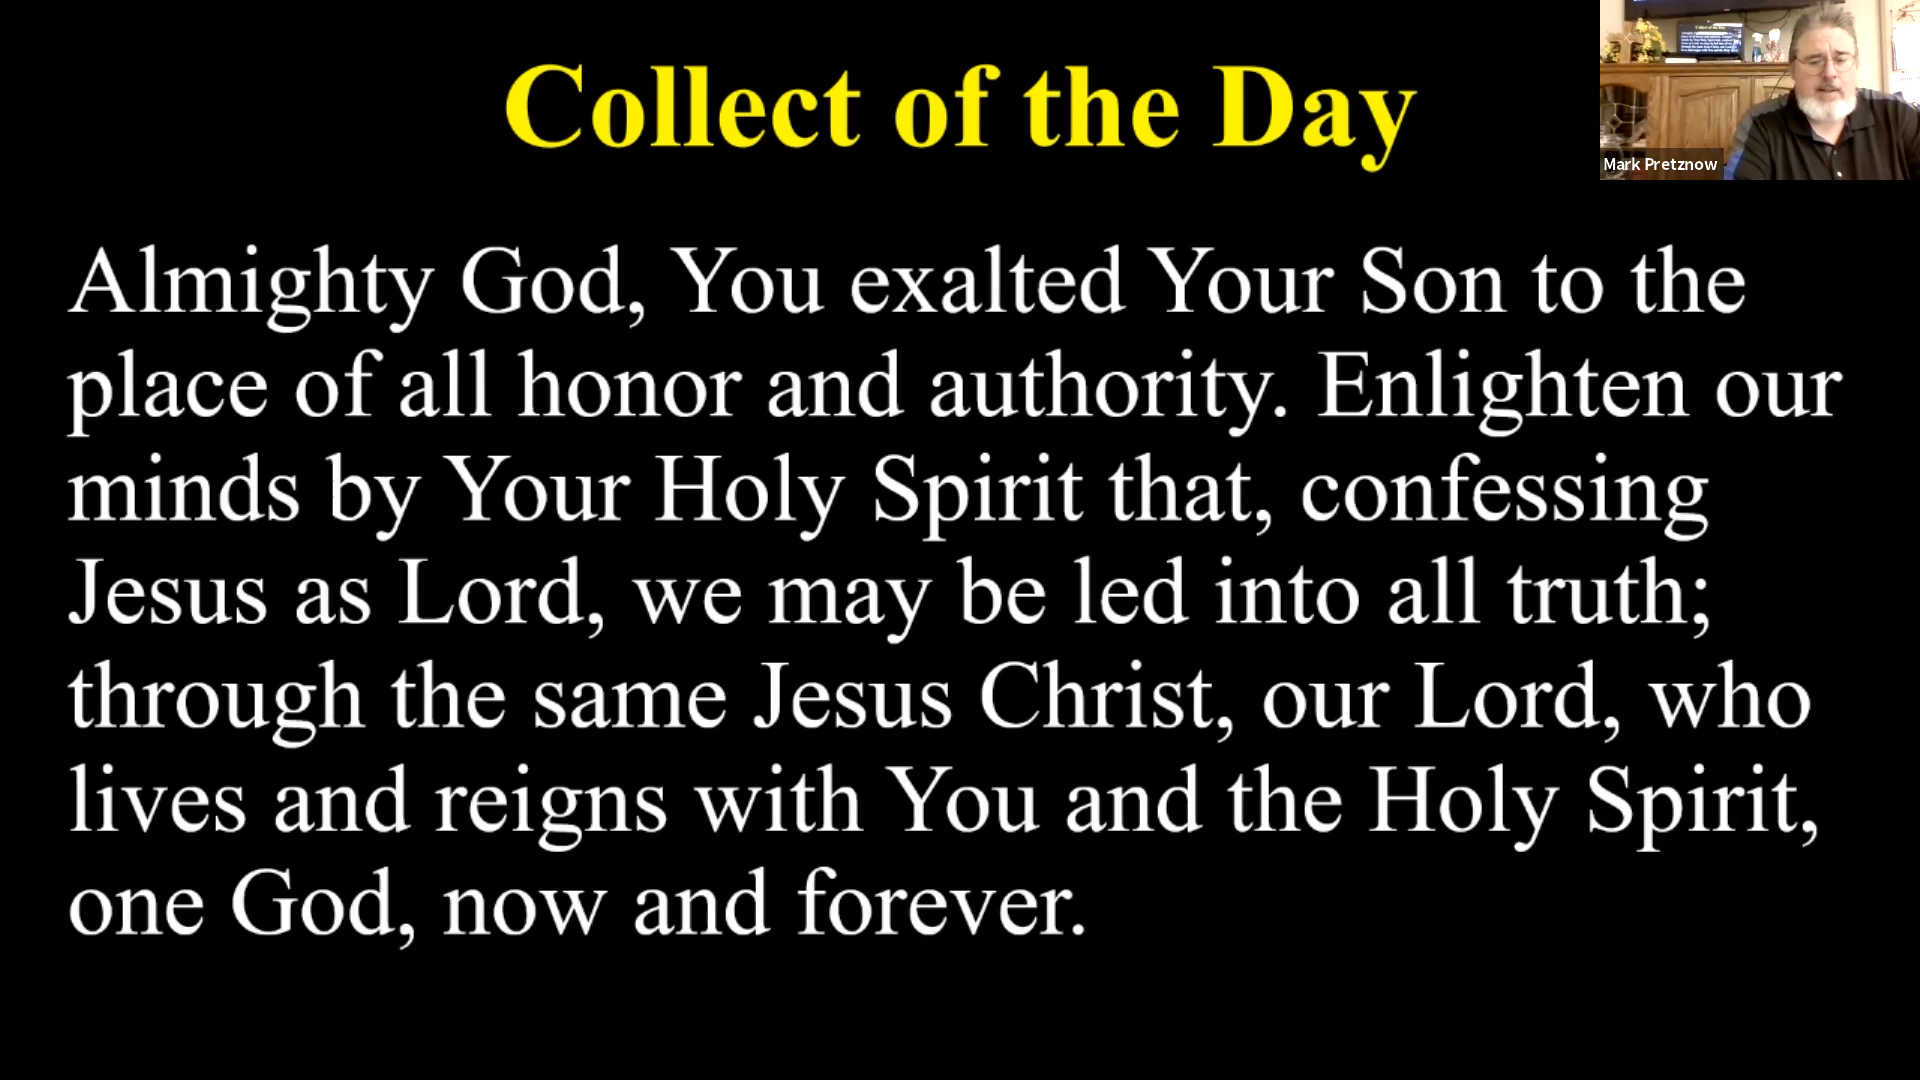 Collect of the Day
Mark Pretznow
Almighty God, You exalted Your Son to the
place of all honor and authority. Enlighten our
minds by Your Holy Spirit that, confessing
Jesus as Lord, we may be led into all truth;
through the same Jesus Christ, our Lord, who
lives and reigns with You and the Holy Spirit,
one God, now and forever.